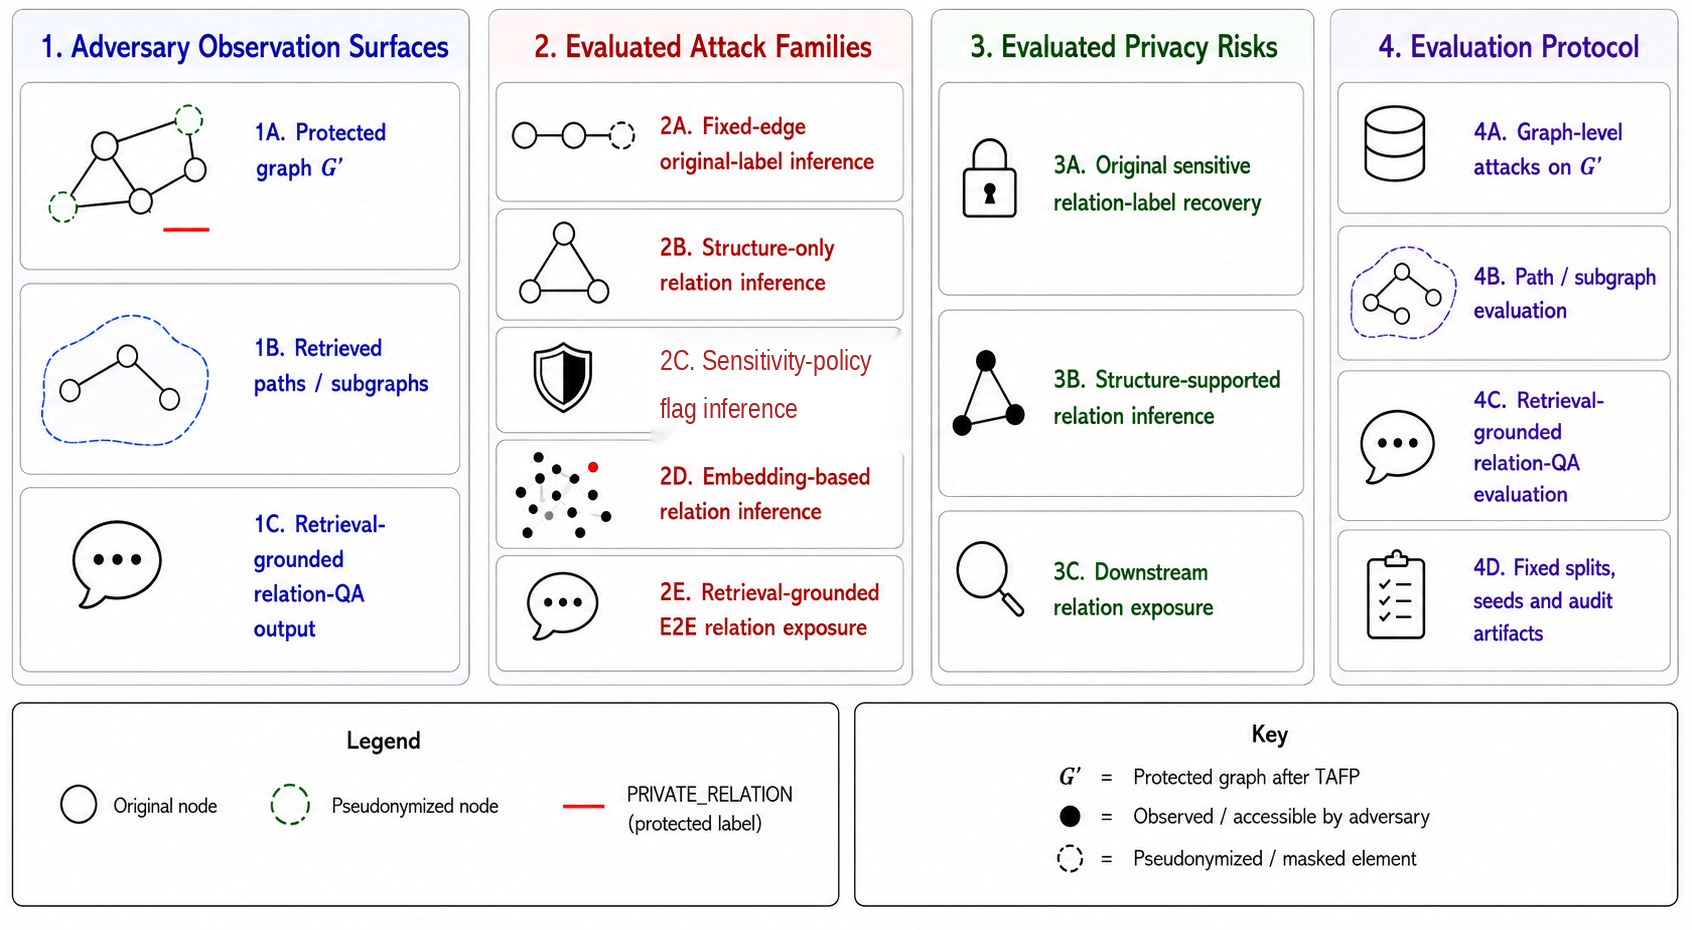 1. Adversary Observation Surfaces
1A. Protected
graph G′
1B. Retrieved
paths / subgraphs
1C. Retrieval-
grounded
relation-QA
output
2. Evaluated Attack Families
2A. Fixed-edge
original-label inference
2B. Structure-only
relation inference
2C. Sensitivity-policy
flag inference
2D. Embedding-based
relation inference
2E. Retrieval-grounded
E2E relation exposure
3. Evaluated Privacy Risks
3A. Original sensitive
relation-label recovery
3B. Structure-supported
relation inference
3C. Downstream
relation exposure
4. Evaluation Protocol
4A. Graph-level
attacks on G′
4B. Path / subgraph
evaluation
4C. Retrieval-
grounded
relation-QA
evaluation
4D. Fixed splits,
seeds and audit
artifacts
Legend
Original node
Pseudonymized node
PRIVATE_RELATION
(protected label)
Key
G′ = Protected graph after TAFP
= Observed / accessible by adversary
= Pseudonymized / masked element